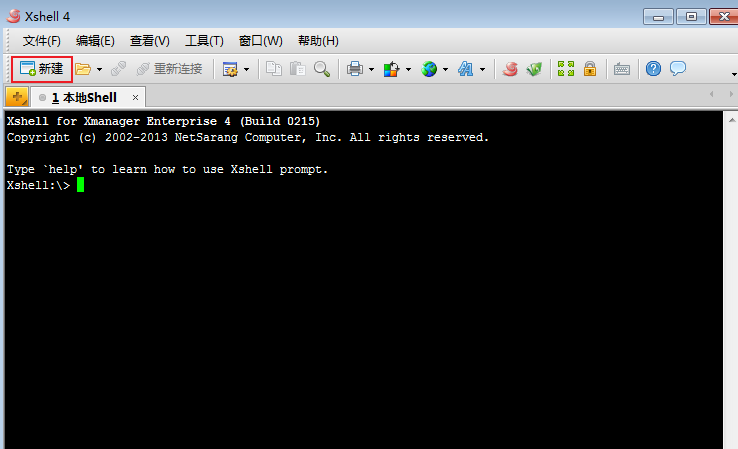 Xshell 4
文件(F) 编辑(E) 查看(V) 工具(T) 窗口(W) 帮助(H)
新建 重新连接
1 本地Shell
Xshell for Xmanager Enterprise 4 (Build 0215)
Copyright (c) 2002-2013 NetSarang Computer, Inc. All rights reserved.
Type `help' to learn how to use Xshell prompt.
Xshell:\>